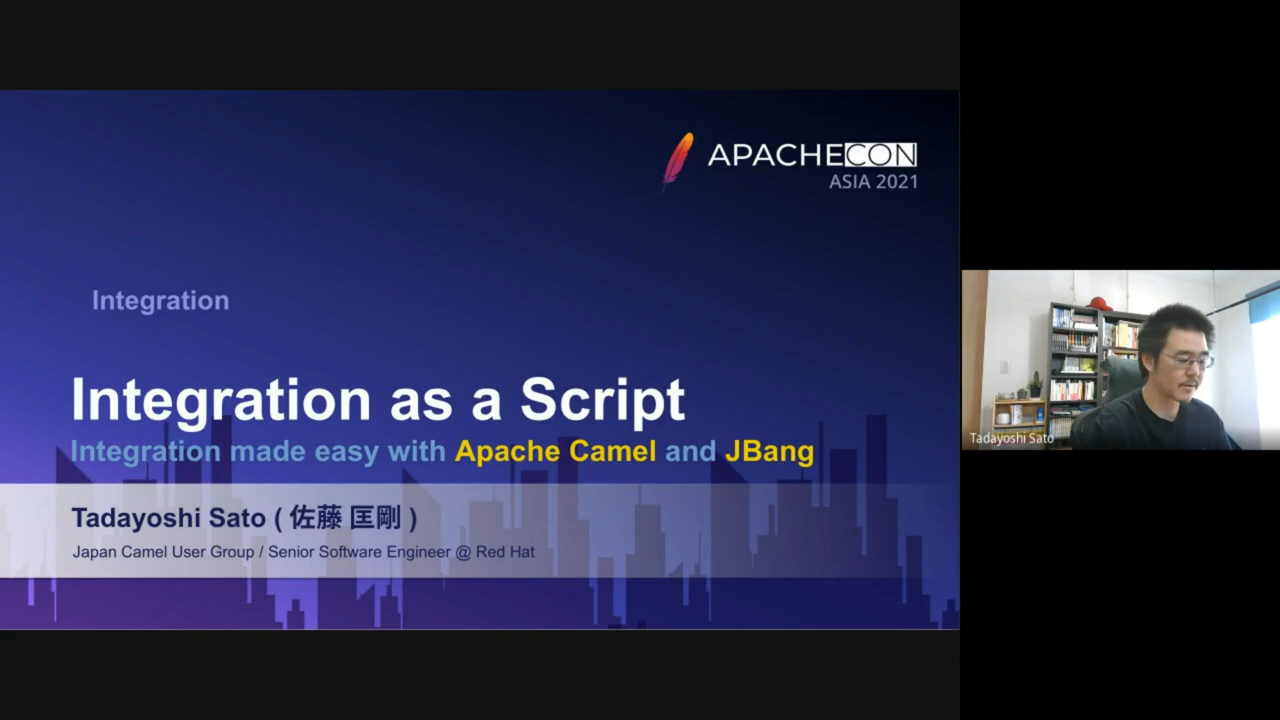 APACHECON
ASIA 2021
Integration
Integration as a Script
Integration made easy with Apache Camel and JBang
Tadayoshi Sato ( 佐藤 匡剛 )
Japan Camel User Group / Senior Software Engineer @ Red Hat
Tadayoshi Sato